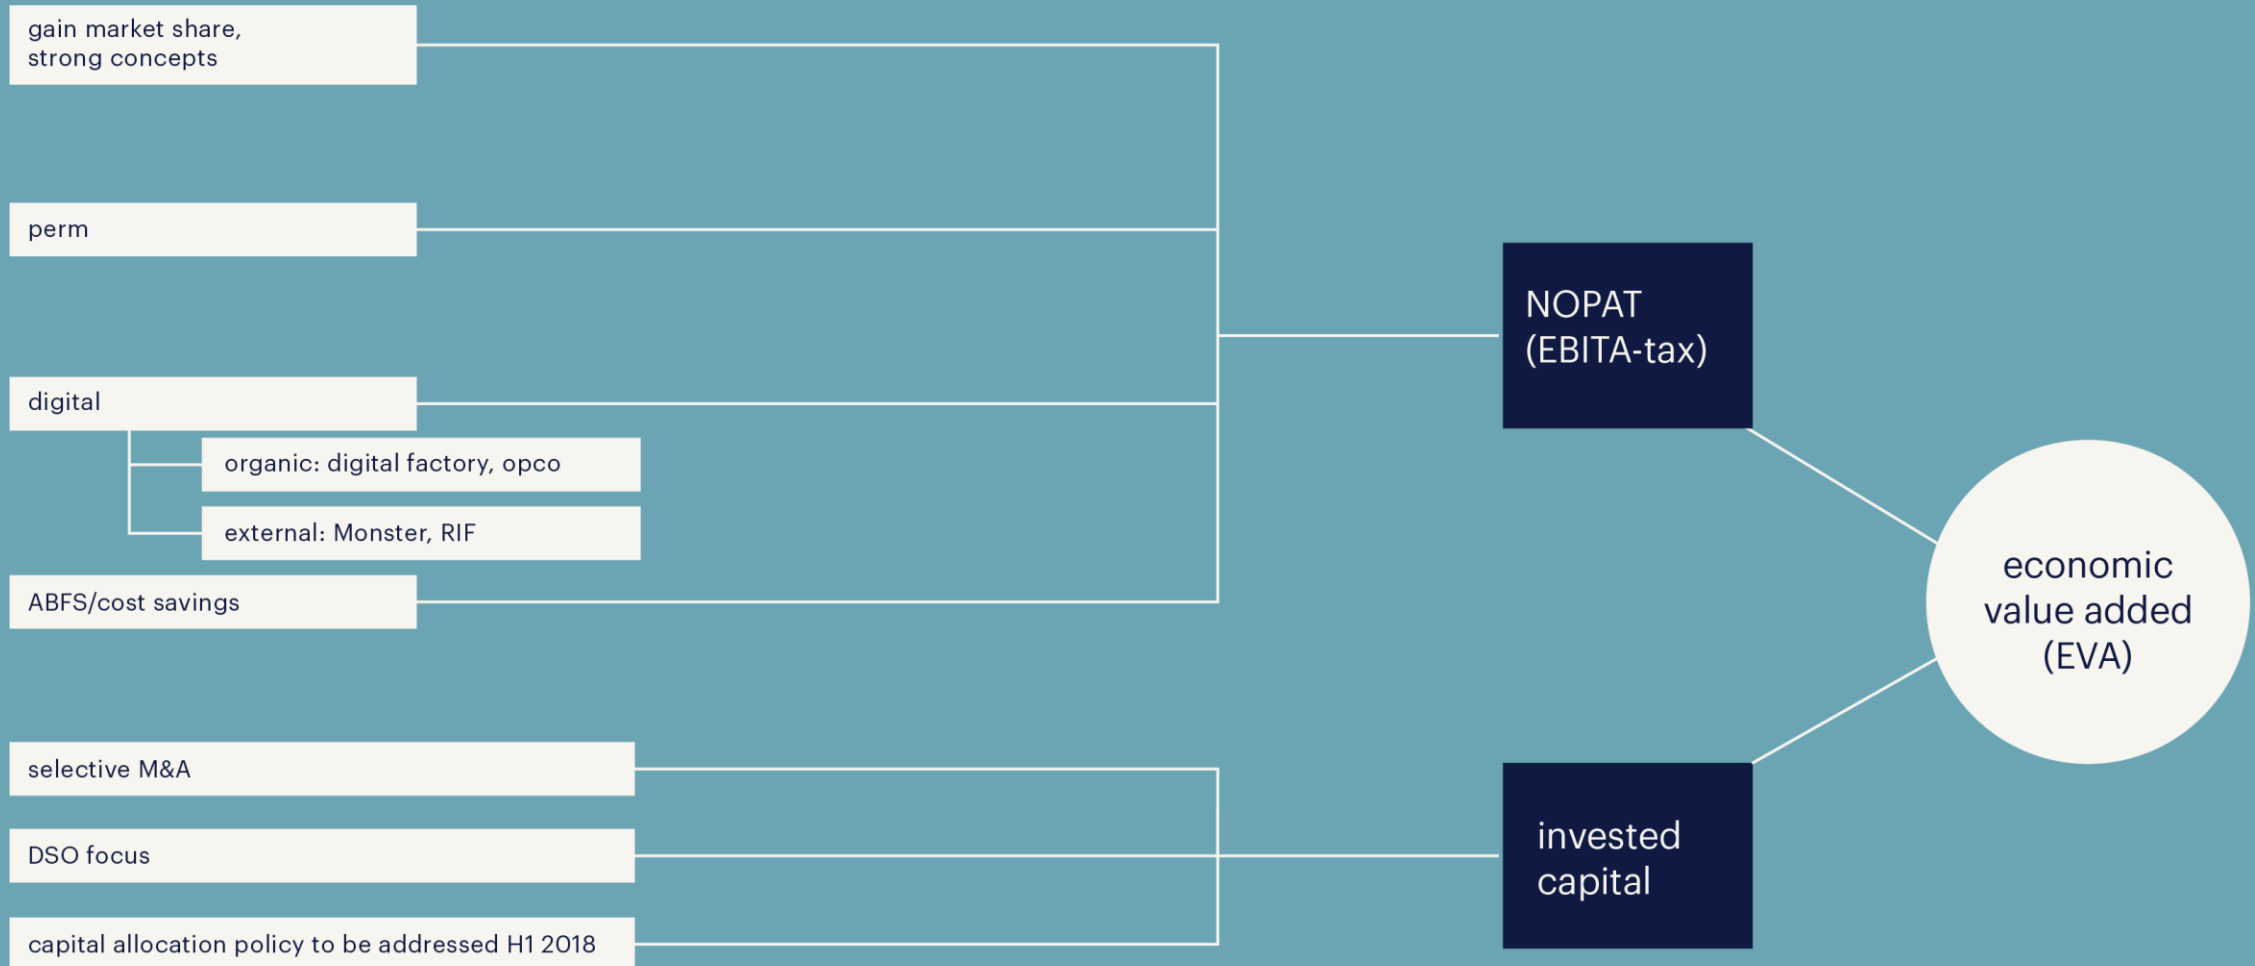 gain market share,
strong concepts
perm
digital
organic: digital factory, opco
external: Monster, RIF
ABFS/cost savings
selective M&A
DSO focus
capital allocation policy to be addressed H1 2018
NOPAT
(EBITA-tax)
invested
capital
economic
value added
(EVA)